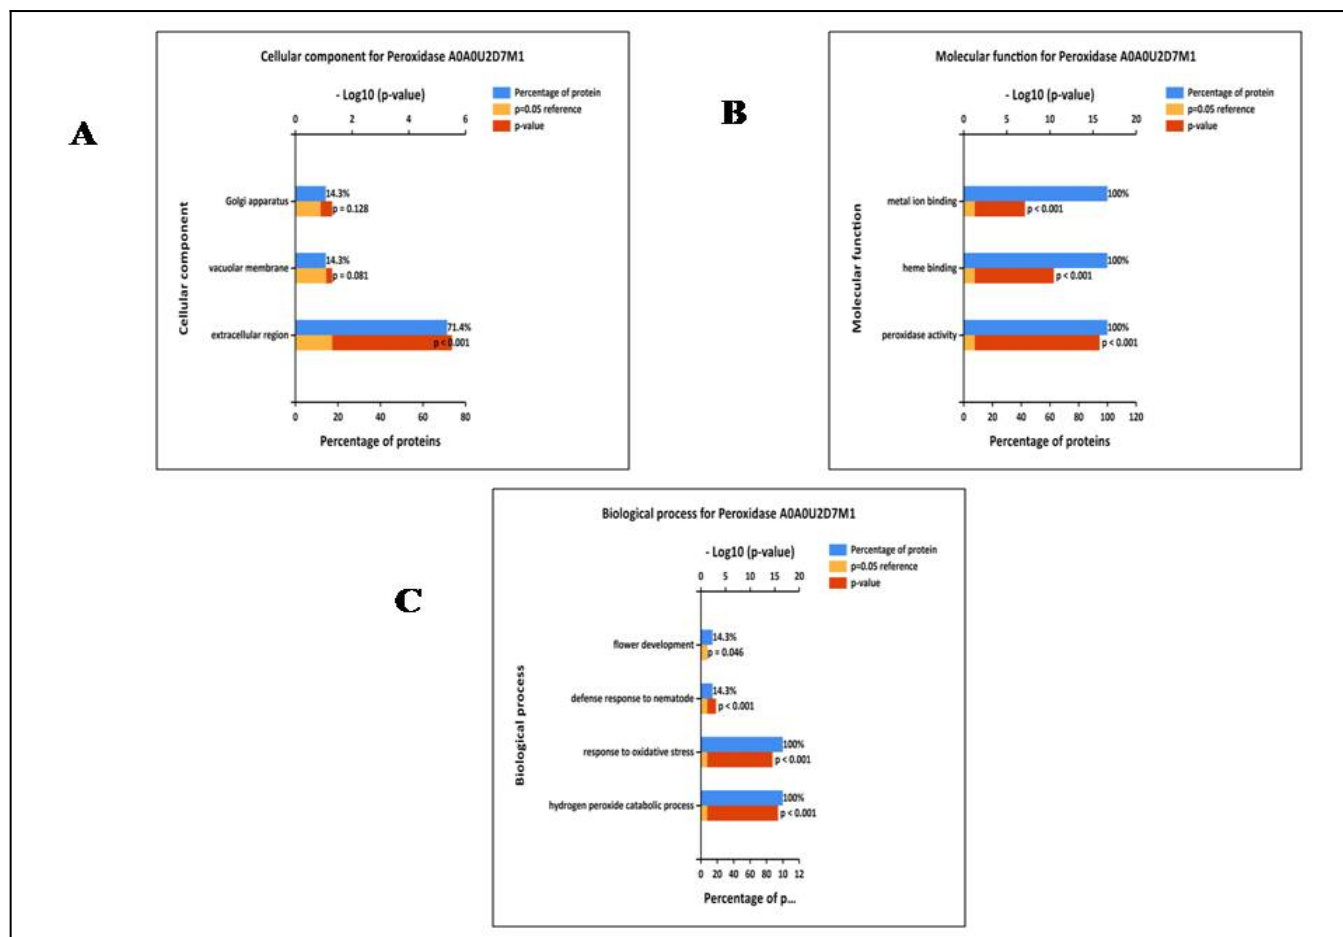 Cellular component for Peroxidase A0A0U2D7M1
- Log10 (p-value)
Percentage of protein
p=0.05 reference
p-value
A
0 2 4 6
Cellular component
Golgi apparatus
14.3%
p = 0.128
vacuolar membrane
14.3%
p = 0.081
extracellular region
71.4%
p < 0.001
0 20 40 60 80
Percentage of proteins
Molecular function for Peroxidase A0A0U2D7M1
- Log10 (p-value)
Percentage of protein
p=0.05 reference
p-value
B
0 5 10 15 20
Molecular function
metal ion binding
100%
p < 0.001
heme binding
100%
p < 0.001
peroxidase activity
100%
p < 0.001
0 20 40 60 80 100 120
Percentage of proteins
Biological process for Peroxidase A0A0U2D7M1
- Log10 (p-value)
Percentage of protein
p=0.05 reference
p-value
C
0 5 10 15 20
Biological process
flower development
14.3%
p = 0.046
defense response to nematode
14.3%
p < 0.001
response to oxidative stress
100%
p < 0.001
hydrogen peroxide catabolic process
100%
p < 0.001
0 20 40 60 80 10 12
Percentage of p...